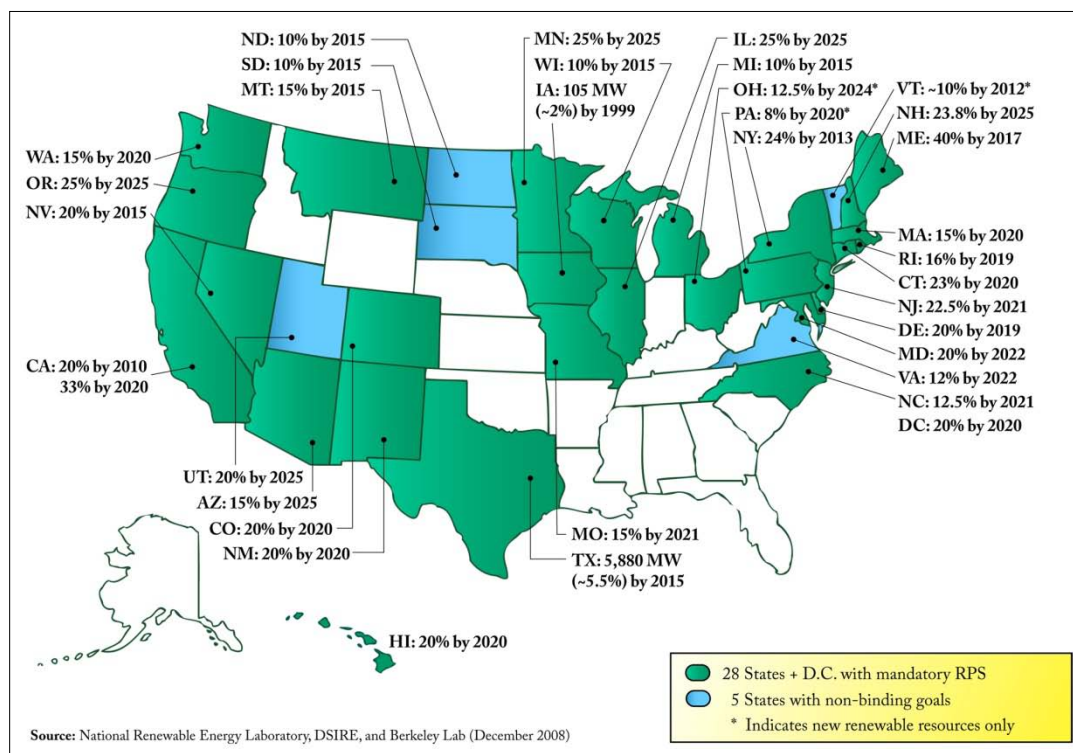 ND: 10% by 2015
SD: 10% by 2015
MT: 15% by 2015
MN: 25% by 2025
WI: 10% by 2015
IA: 105 MW
(~2%) by 1999
IL: 25% by 2025
MI: 10% by 2015
OH: 12.5% by 2024*
PA: 8% by 2020*
NY: 24% by 2013
VT: ~10% by 2012*
NH: 23.8% by 2025
ME: 40% by 2017
WA: 15% by 2020
OR: 25% by 2025
NV: 20% by 2015
MA: 15% by 2020
RI: 16% by 2019
CT: 23% by 2020
NJ: 22.5% by 2021
DE: 20% by 2019
MD: 20% by 2022
VA: 12% by 2022
NC: 12.5% by 2021
DC: 20% by 2020
CA: 20% by 2010
33% by 2020
UT: 20% by 2025
AZ: 15% by 2025
CO: 20% by 2020
NM: 20% by 2020
MO: 15% by 2021
TX: 5,880 MW
(~5.5%) by 2015
HI: 20% by 2020
28 States + D.C. with mandatory RPS
5 States with non-binding goals
* Indicates new renewable resources only
Source: National Renewable Energy Laboratory, DSIRE, and Berkeley Lab (December 2008)